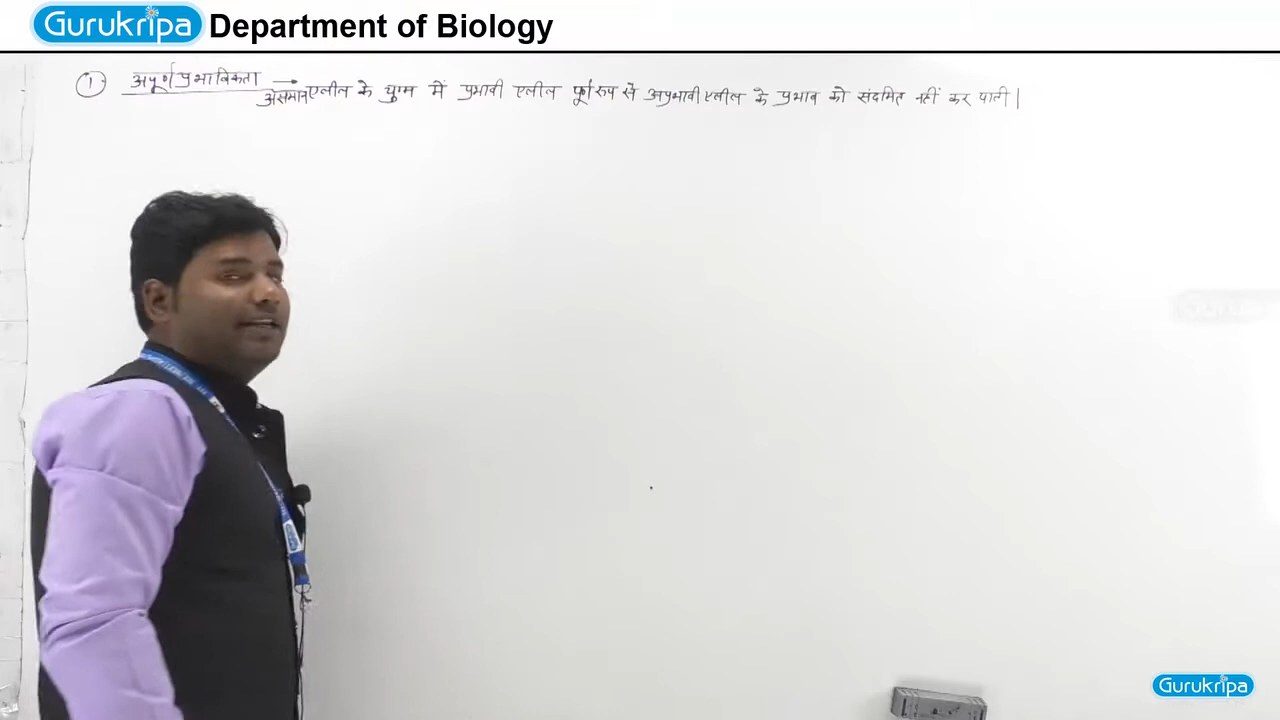 Gurukripa Department of Biology
① अपूर्ण प्रभाविकता → असमान एलील के युग्म में प्रभावी एलील पूर्ण रूप से अप्रभावी एलील के प्रभाव को संदमित नहीं कर पाती |
Gurukripa